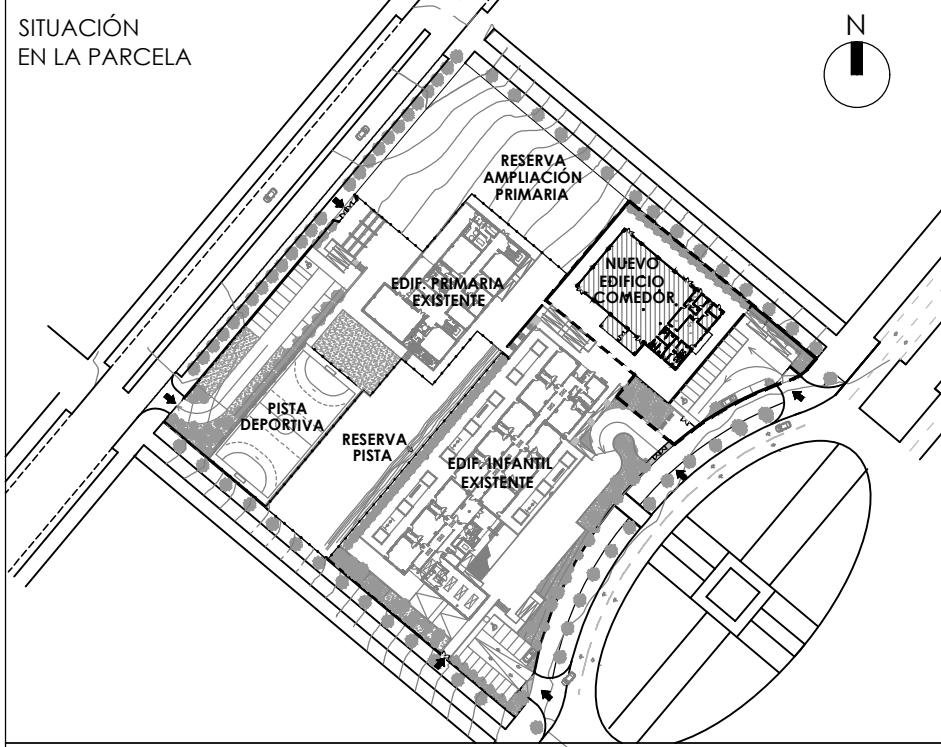 SITUACIÓN
EN LA PARCELA
N
RESERVA
AMPLIACIÓN
PRIMARIA
NUEVO
EDIFICIO
COMEDOR
EDIF. PRIMARIA
EXISTENTE
PISTA
DEPORTIVA
RESERVA
PISTA
EDIF. INFANTIL
EXISTENTE